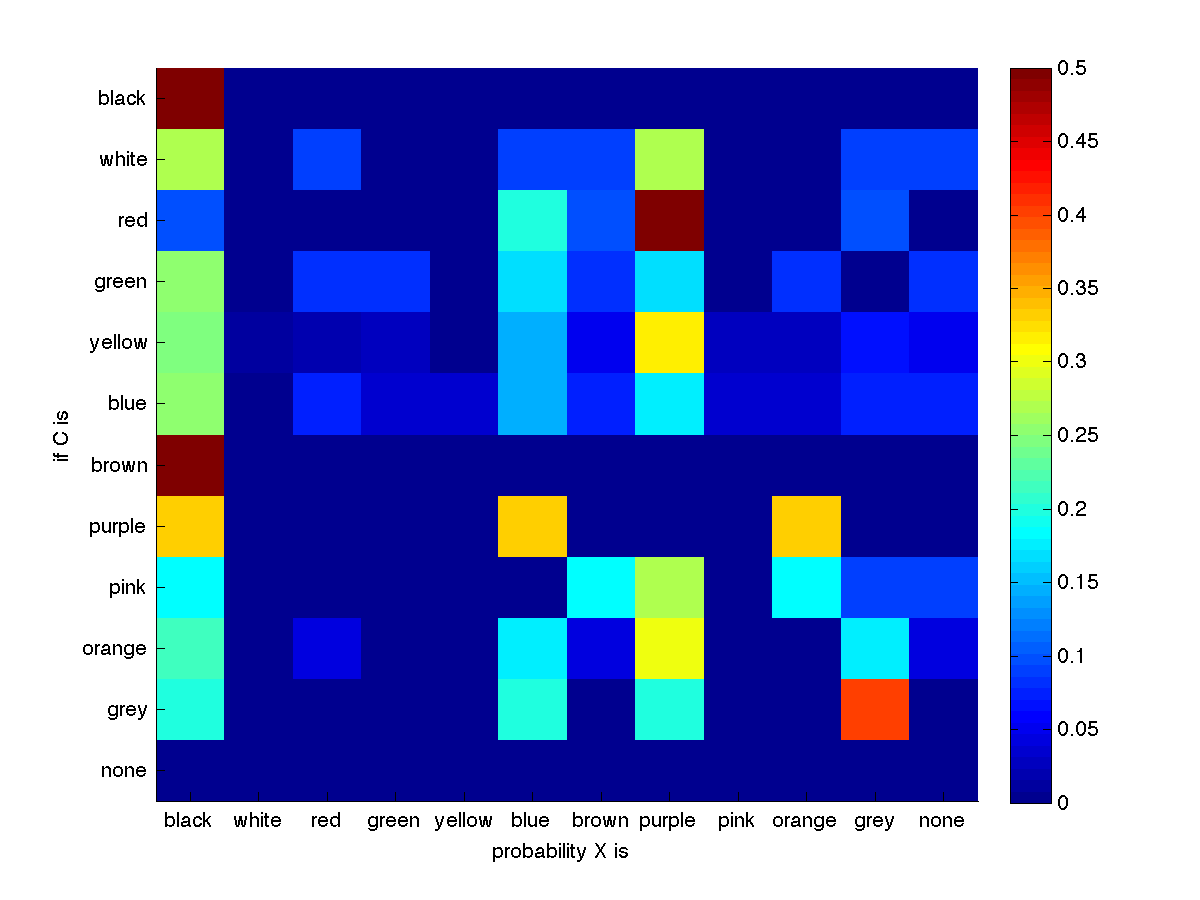 0.5
black
0.45
white
0.4
red
0.35
green
0.3
yellow
0.25
blue
if C is
brown
0.2
purple
0.15
pink
0.1
orange
0.05
grey
none
0
black white red green yellow blue brown purple pink orange grey none
probability X is